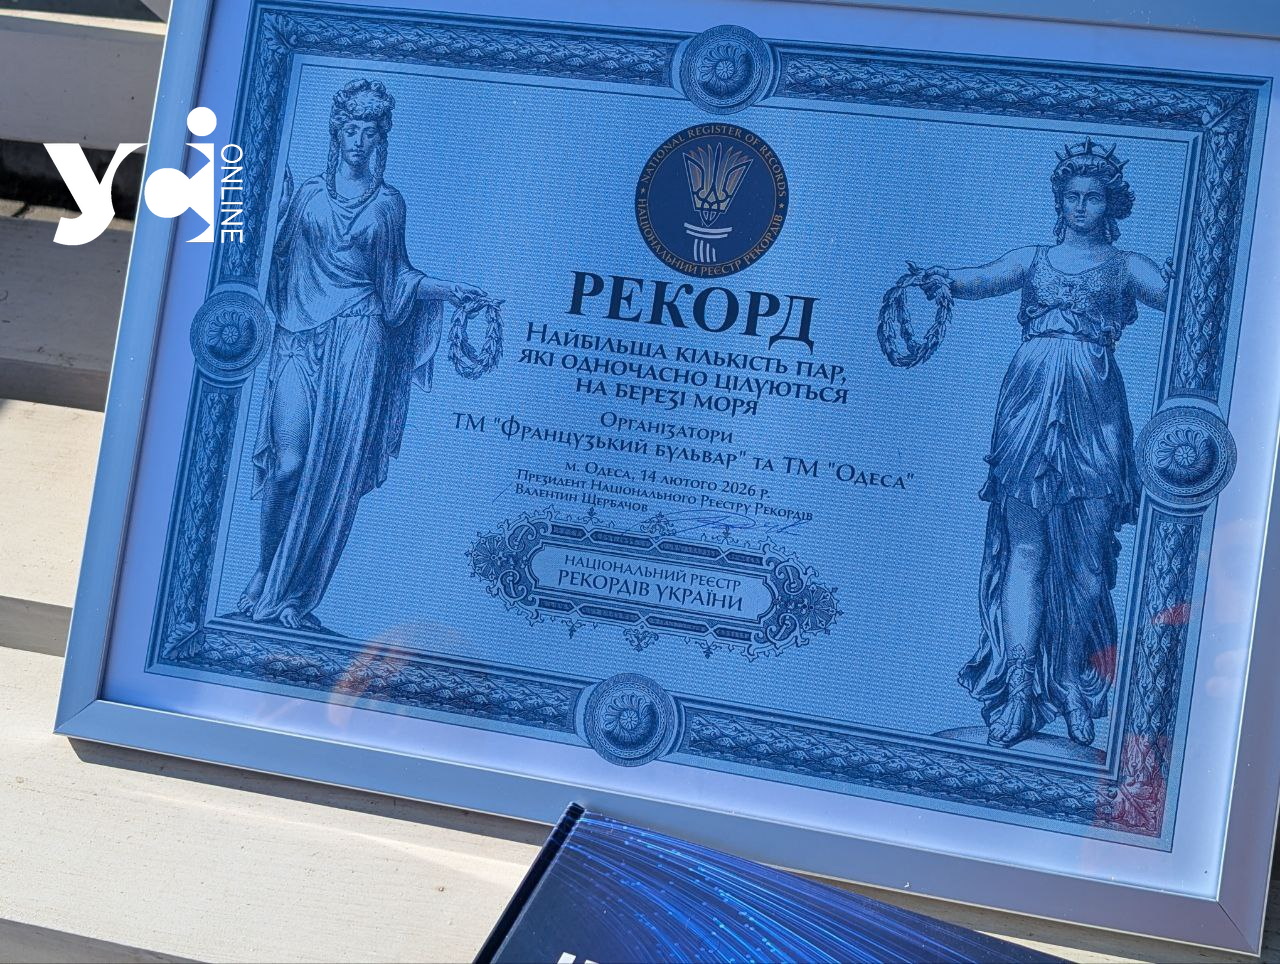 усі
ONLINE
NATIONAL REGISTER OF RECORDS
НАЦІОНАЛЬНИЙ РЕЄСТР РЕКОРДІВ
РЕКОРД
Найбільша кількість пар,
які одночасно цілуються
на березі моря
Організатори
ТМ "Французький бульвар" та ТМ "Одеса"
м. Одеса, 14 лютого 2026 р.
Президент Національного Реєстру Рекордів
Валентин Щербачов
НАЦІОНАЛЬНИЙ РЕЄСТР
РЕКОРДІВ УКРАЇНИ